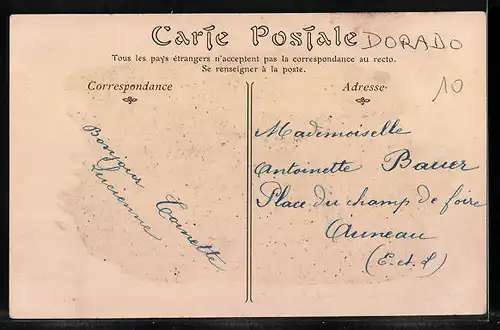 Carte Postale DORADO
Tous les pays étrangers n'acceptent pas la correspondance au recto.
Se renseigner à la poste.
Correspondance
Adresse
10
Bonjour Toinette
Lucienne
Mademoiselle
Antoinette Bauer
Place du champ de foire
Auneau
(E. et L)